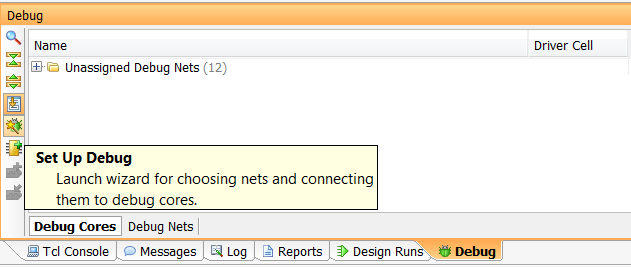 Debug
Name Driver Cell
Unassigned Debug Nets (12)
Set Up Debug
Launch wizard for choosing nets and connecting
them to debug cores.
Debug Cores Debug Nets
Tcl Console Messages Log Reports Design Runs Debug